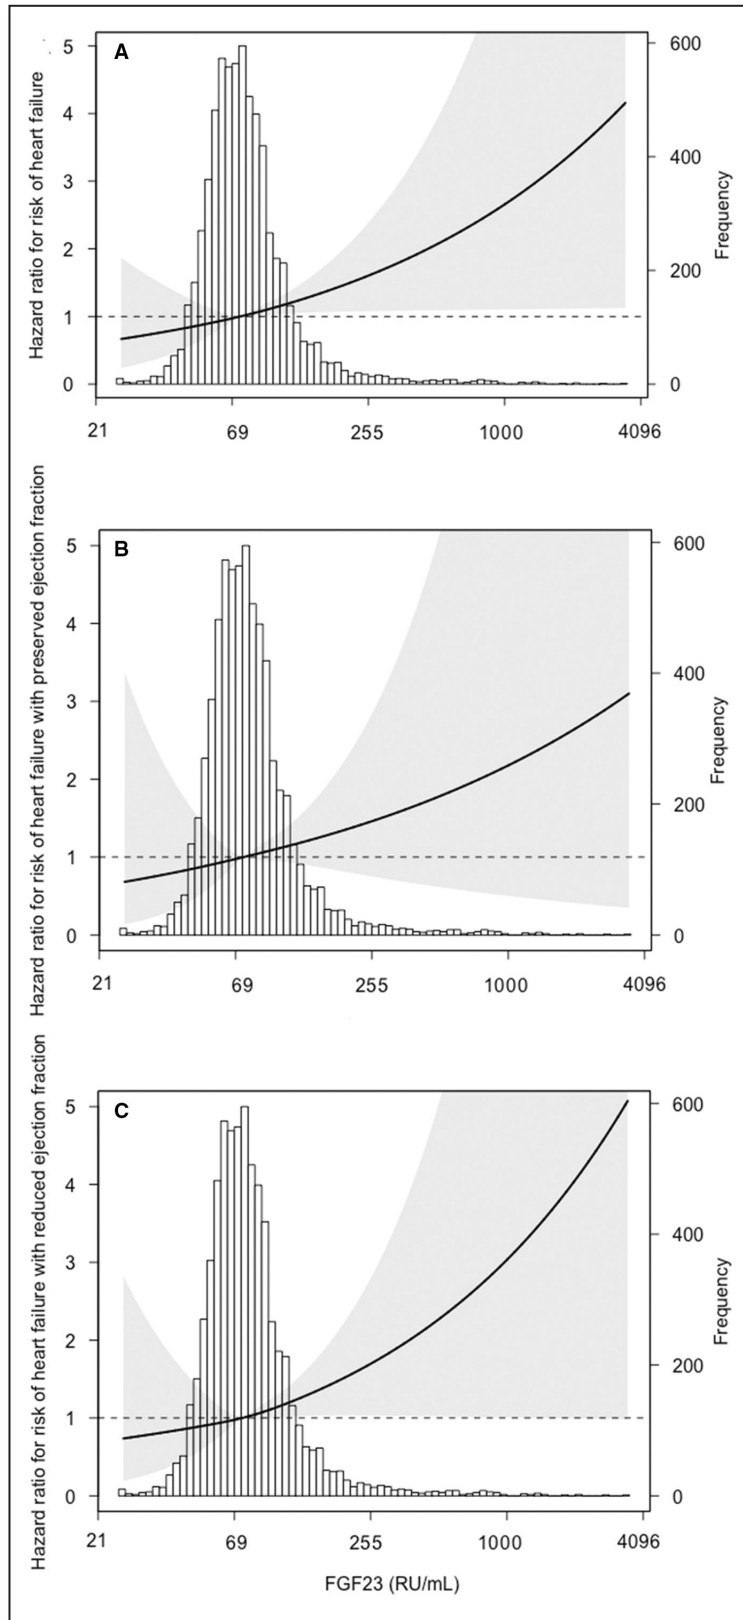 A
Hazard ratio for risk of heart failure
5
4
3
2
1
0
600
400
200
0
Frequency
21 69 255 1000 4096
B
Hazard ratio for risk of heart failure with preserved ejection fraction
5
4
3
2
1
0
600
400
200
0
Frequency
21 69 255 1000 4096
C
Hazard ratio for risk of heart failure with reduced ejection fraction
5
4
3
2
1
0
600
400
200
0
Frequency
21 69 255 1000 4096
FGF23 (RU/mL)